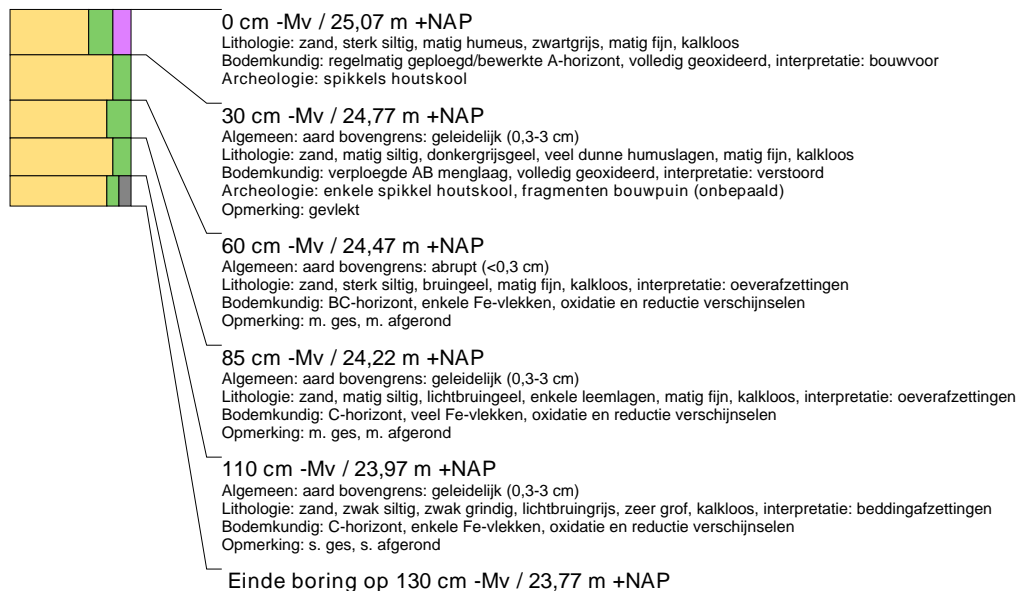 0 cm -Mv / 25,07 m +NAP
Lithologie: zand, sterk siltig, matig humeus, zwartgrijs, matig fijn, kalkloos
Bodemkundig: regelmatig geploegd/bewerkte A-horizont, volledig geoxideerd, interpretatie: bouwvoor
Archeologie: spikkels houtskool
30 cm -Mv / 24,77 m +NAP
Algemeen: aard bovengrens: geleidelijk (0,3-3 cm)
Lithologie: zand, matig siltig, donkergrijsgeel, veel dunne humuslagen, matig fijn, kalkloos
Bodemkundig: verploegde AB menglaag, volledig geoxideerd, interpretatie: verstoord
Archeologie: enkele spikkel houtskool, fragmenten bouwpuin (onbepaald)
Opmerking: gevlekt
60 cm -Mv / 24,47 m +NAP
Algemeen: aard bovengrens: abrupt (<0,3 cm)
Lithologie: zand, sterk siltig, bruingeel, matig fijn, kalkloos, interpretatie: oeverafzettingen
Bodemkundig: BC-horizont, enkele Fe-vlekken, oxidatie en reductie verschijnselen
Opmerking: m. ges, m. afgerond
85 cm -Mv / 24,22 m +NAP
Algemeen: aard bovengrens: geleidelijk (0,3-3 cm)
Lithologie: zand, matig siltig, lichtbruingeel, enkele leemlagen, matig fijn, kalkloos, interpretatie: oeverafzettingen
Bodemkundig: C-horizont, veel Fe-vlekken, oxidatie en reductie verschijnselen
Opmerking: m. ges, m. afgerond
110 cm -Mv / 23,97 m +NAP
Algemeen: aard bovengrens: geleidelijk (0,3-3 cm)
Lithologie: zand, zwak siltig, zwak grindig, lichtbruingrijs, zeer grof, kalkloos, interpretatie: beddingafzettingen
Bodemkundig: C-horizont, enkele Fe-vlekken, oxidatie en reductie verschijnselen
Opmerking: s. ges, s. afgerond
Einde boring op 130 cm -Mv / 23,77 m +NAP